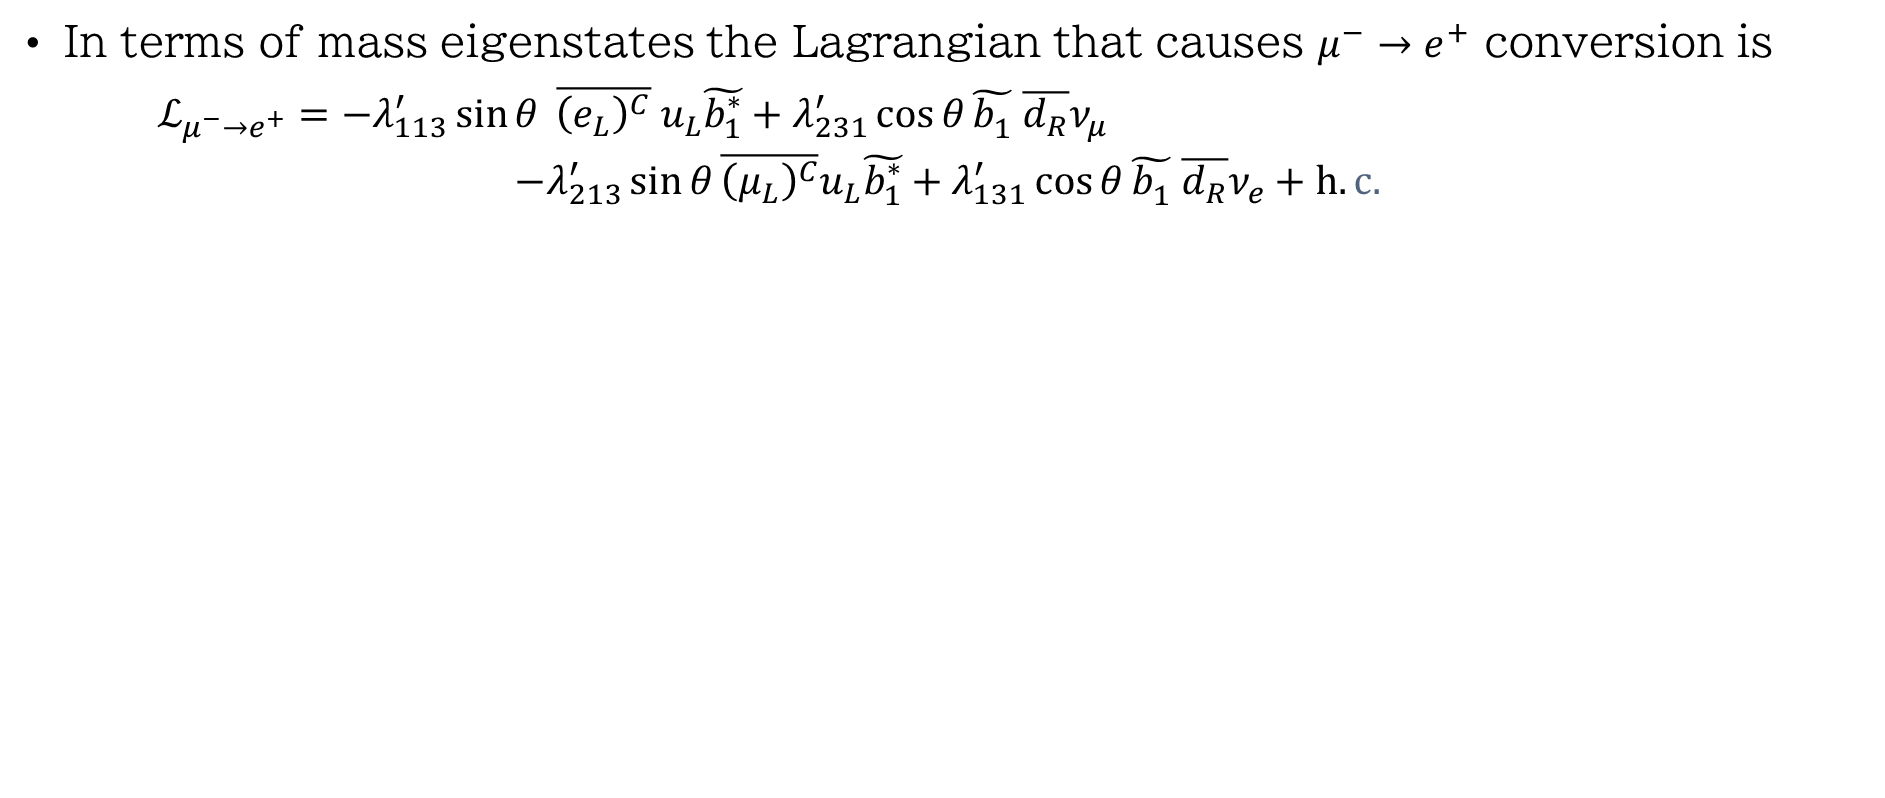 • In terms of mass eigenstates the Lagrangian that causes μ⁻ → e⁺ conversion is
ℒ_{μ⁻→e⁺} = −λ′₁₁₃ sin θ \overline{(e_L)^C} u_L \widetilde{b_1^*} + λ′₂₃₁ cos θ \widetilde{b_1} \overline{d_R} ν_μ
−λ′₂₁₃ sin θ \overline{(μ_L)^C} u_L \widetilde{b_1^*} + λ′₁₃₁ cos θ \widetilde{b_1} \overline{d_R} ν_e + h. c.